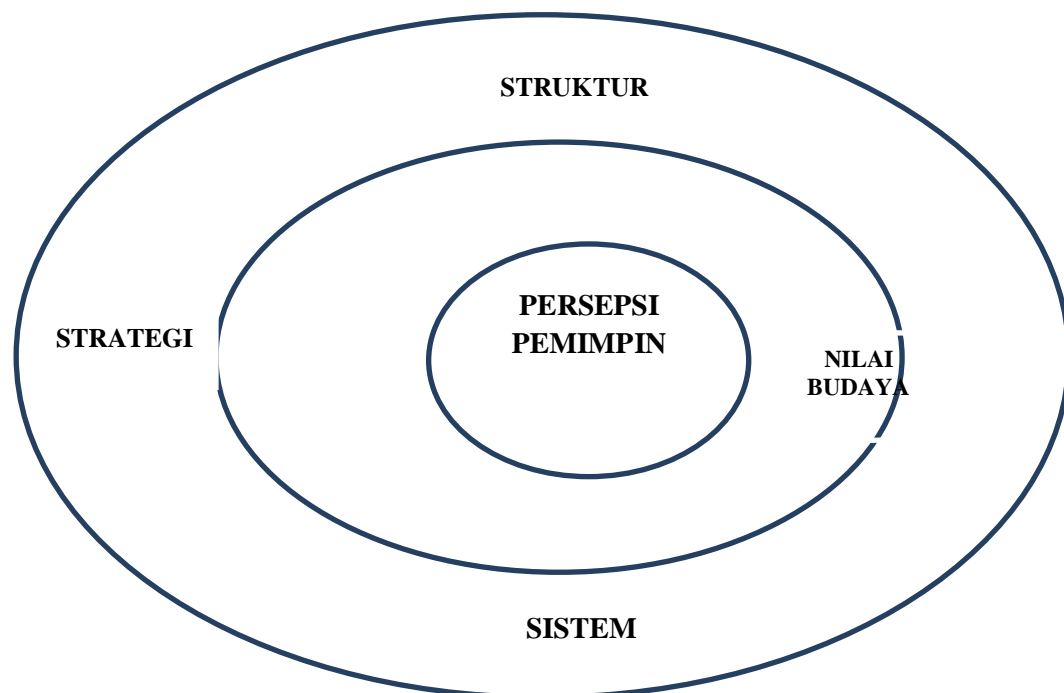 STRUKTUR
PERSEPSI
PEMIMPIN
STRATEGI
NILAI
BUDAYA
SISTEM